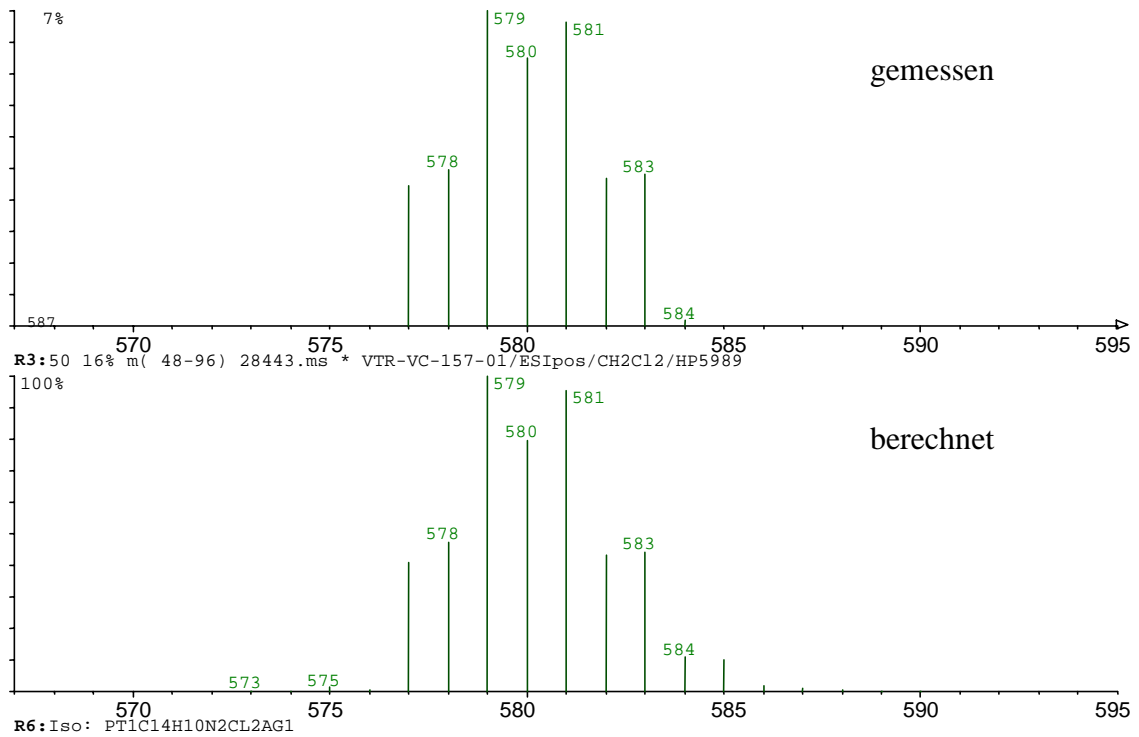 7%
579
581
580
gemessen
578
583
584
587
570 575 580 585 590 595
R3:50 16% m( 48-96) 28443.ms * VTR-VC-157-01/ESIpos/CH2Cl2/HP5989
100%
579
581
580
berechnet
578
583
584
573 575
570 575 580 585 590 595
R6:Iso: PT1C14H10N2CL2AG1